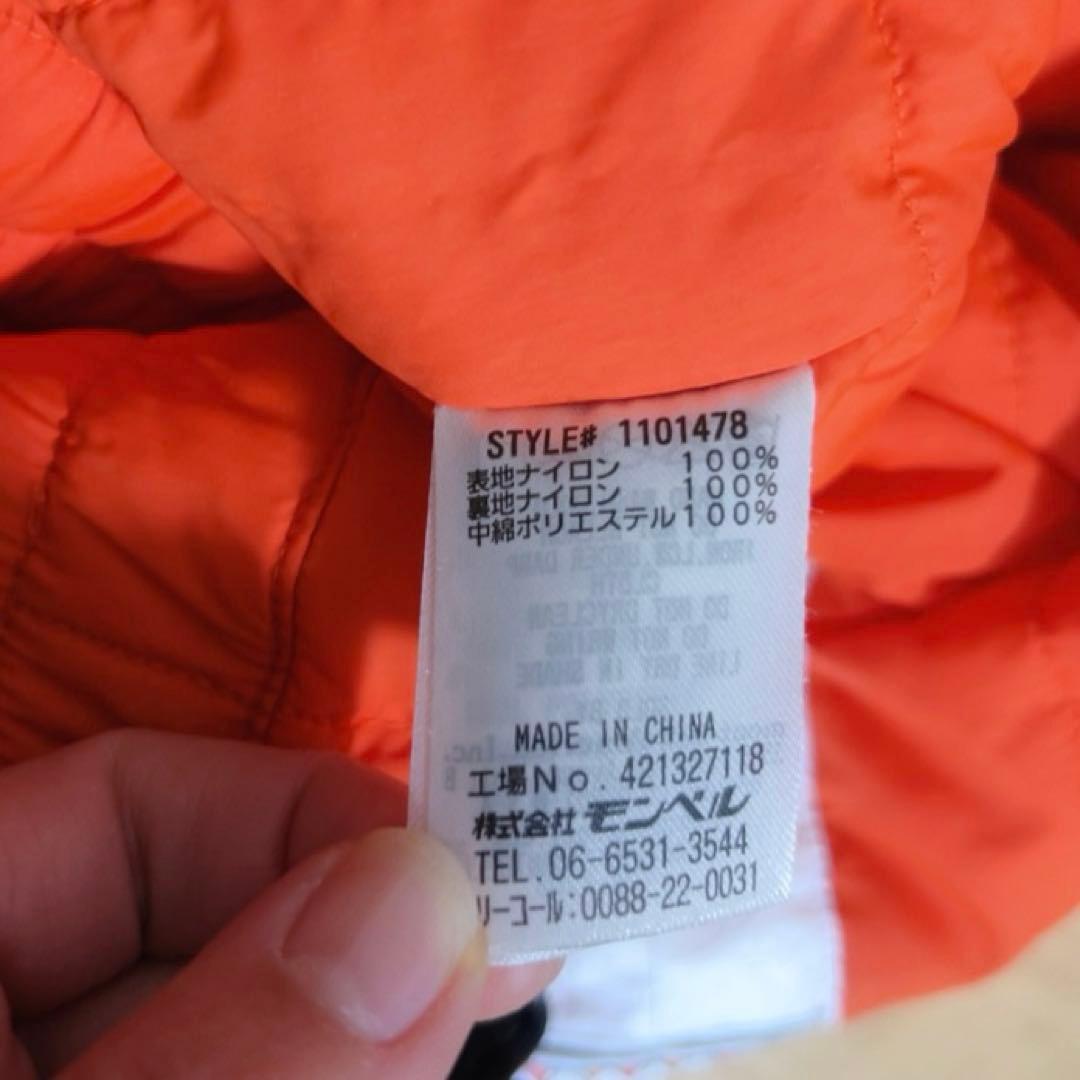 STYLE# 1101478
表地ナイロン 100%
裏地ナイロン 100%
中綿ポリエステル100%
MADE IN CHINA
工場No. 421327118
株式会社モンベル
TEL.06-6531-3544
リーコール:0088-22-0031